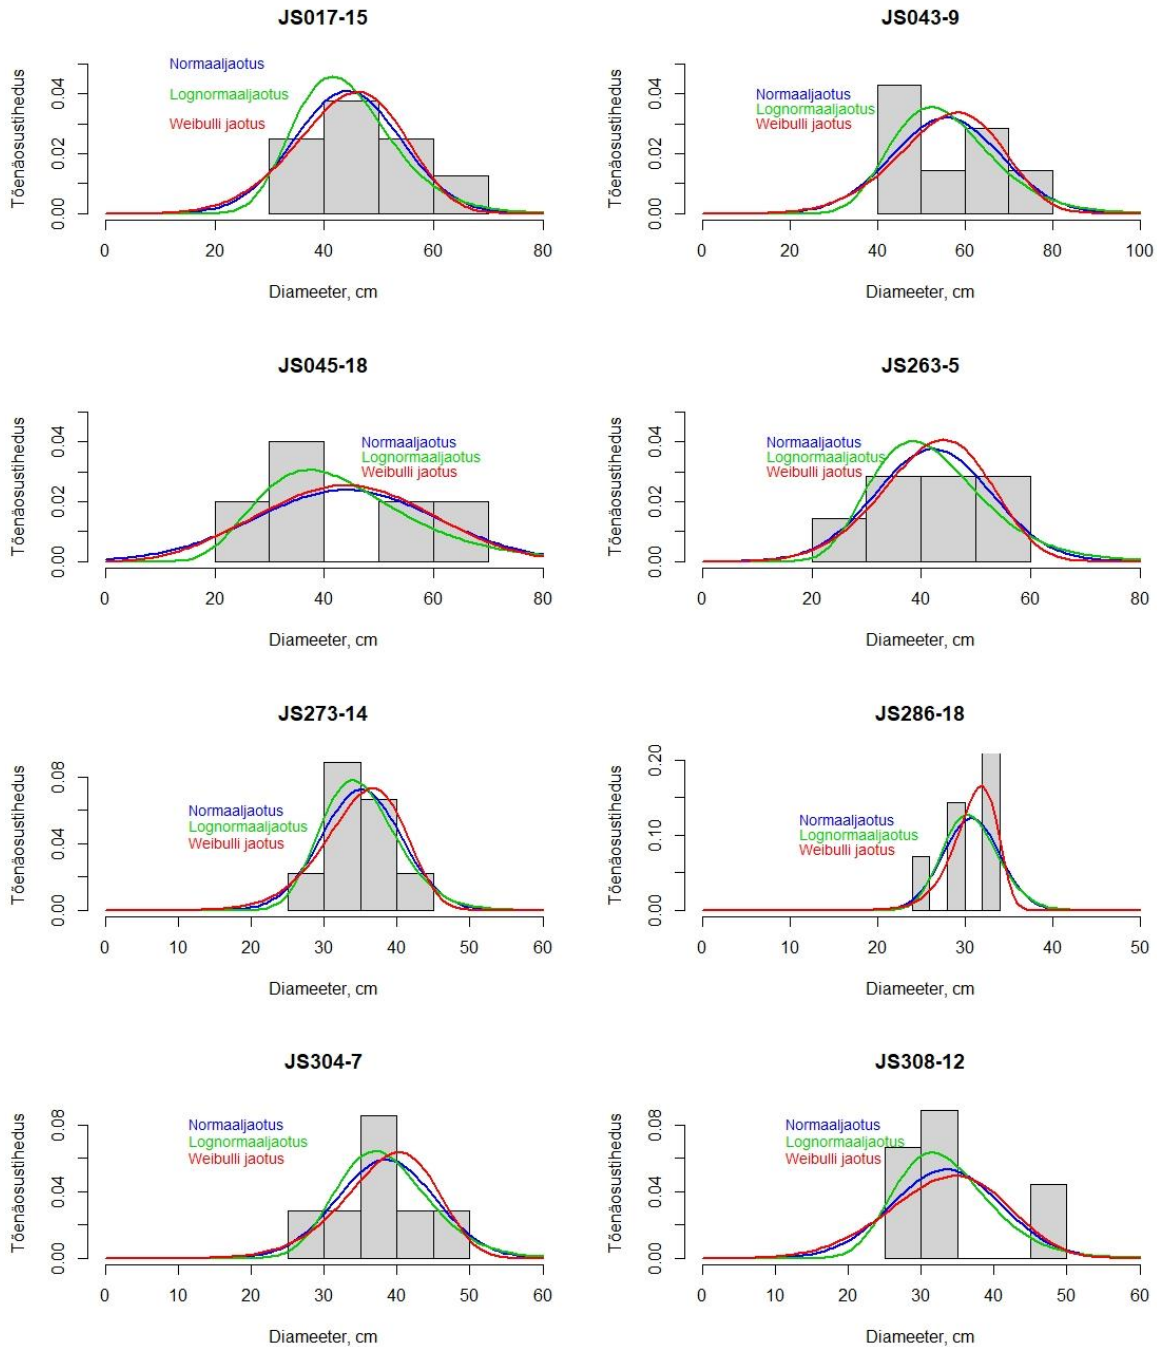 JS017-15
Tõenäosustihedus
0.00 0.02 0.04
Normaaljaotus
Lognormaaljaotus
Weibulli jaotus
0 20 40 60 80
Diameeter, cm
JS043-9
Tõenäosustihedus
0.00 0.02 0.04
Normaaljaotus
Lognormaaljaotus
Weibulli jaotus
0 20 40 60 80 100
Diameeter, cm
JS045-18
Tõenäosustihedus
0.00 0.02 0.04
Normaaljaotus
Lognormaaljaotus
Weibulli jaotus
0 20 40 60 80
Diameeter, cm
JS263-5
Tõenäosustihedus
0.00 0.02 0.04
Normaaljaotus
Lognormaaljaotus
Weibulli jaotus
0 20 40 60 80
Diameeter, cm
JS273-14
Tõenäosustihedus
0.00 0.04 0.08
Normaaljaotus
Lognormaaljaotus
Weibulli jaotus
0 10 20 30 40 50 60
Diameeter, cm
JS286-18
Tõenäosustihedus
0.00 0.10 0.20
Normaaljaotus
Lognormaaljaotus
Weibulli jaotus
0 10 20 30 40 50
Diameeter, cm
JS304-7
Tõenäosustihedus
0.00 0.04 0.08
Normaaljaotus
Lognormaaljaotus
Weibulli jaotus
0 10 20 30 40 50 60
Diameeter, cm
JS308-12
Tõenäosustihedus
0.00 0.04 0.08
Normaaljaotus
Lognormaaljaotus
Weibulli jaotus
0 10 20 30 40 50 60
Diameeter, cm